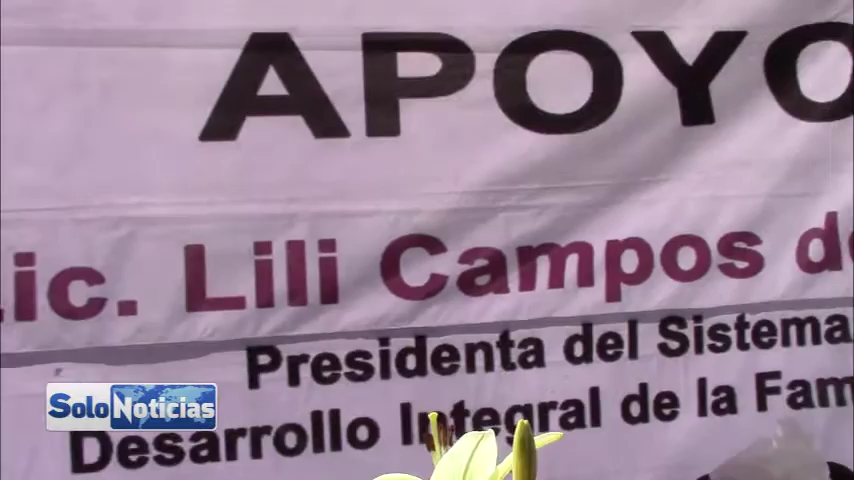 APOYO
Lic. Lili Campos
Presidenta del Sistema
Desarrollo Integral de la
SoloNoticias